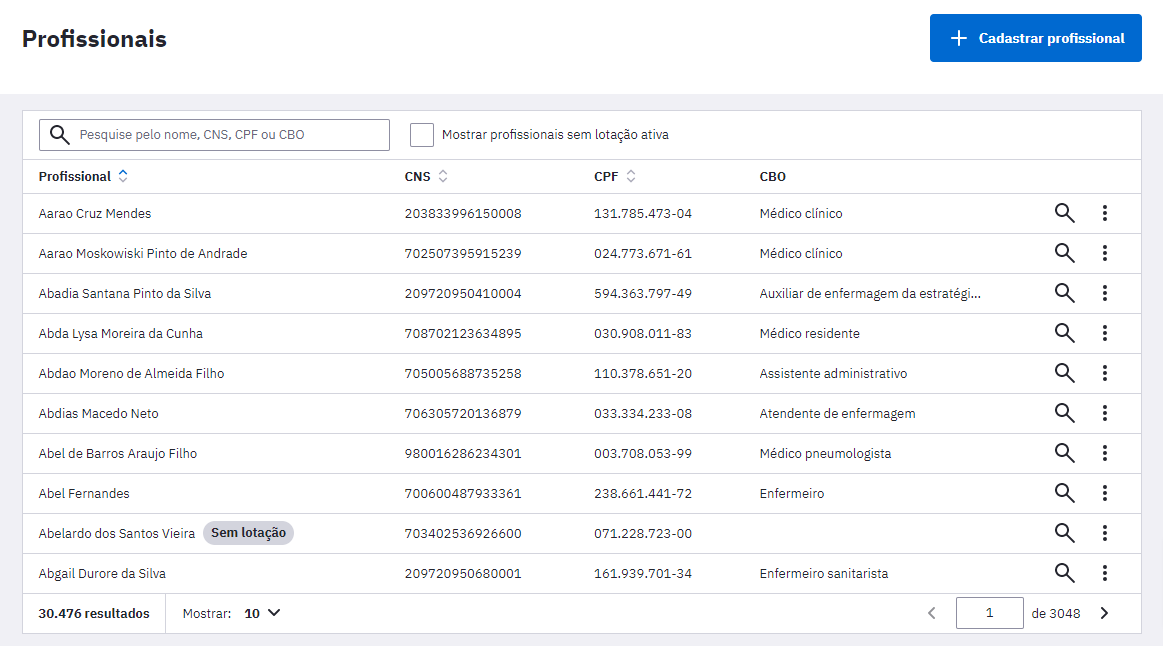 Profissionais
Cadastrar profissional
Pesquise pelo nome, CNS, CPF ou CBO
Mostrar profissionais sem lotação ativa
Profissional CNS CPF CBO
Aarao Cruz Mendes 203833996150008 131.785.473-04 Médico clínico
Aarao Moskowiski Pinto de Andrade 702507395915239 024.773.671-61 Médico clínico
Abadia Santana Pinto da Silva 209720950410004 594.363.797-49 Auxiliar de enfermagem da estratégi...
Abda Lysa Moreira da Cunha 708702123634895 030.908.011-83 Médico residente
Abdao Moreno de Almeida Filho 705005688735258 110.378.651-20 Assistente administrativo
Abdias Macedo Neto 706305720136879 033.334.233-08 Atendente de enfermagem
Abel de Barros Araujo Filho 980016286234301 003.708.053-99 Médico pneumologista
Abel Fernandes 700600487933361 238.661.441-72 Enfermeiro
Abelardo dos Santos Vieira Sem lotação 703402536926600 071.228.723-00
Abgail Durore da Silva 209720950680001 161.939.701-34 Enfermeiro sanitarista
30.476 resultados Mostrar: 10 1 de 3048